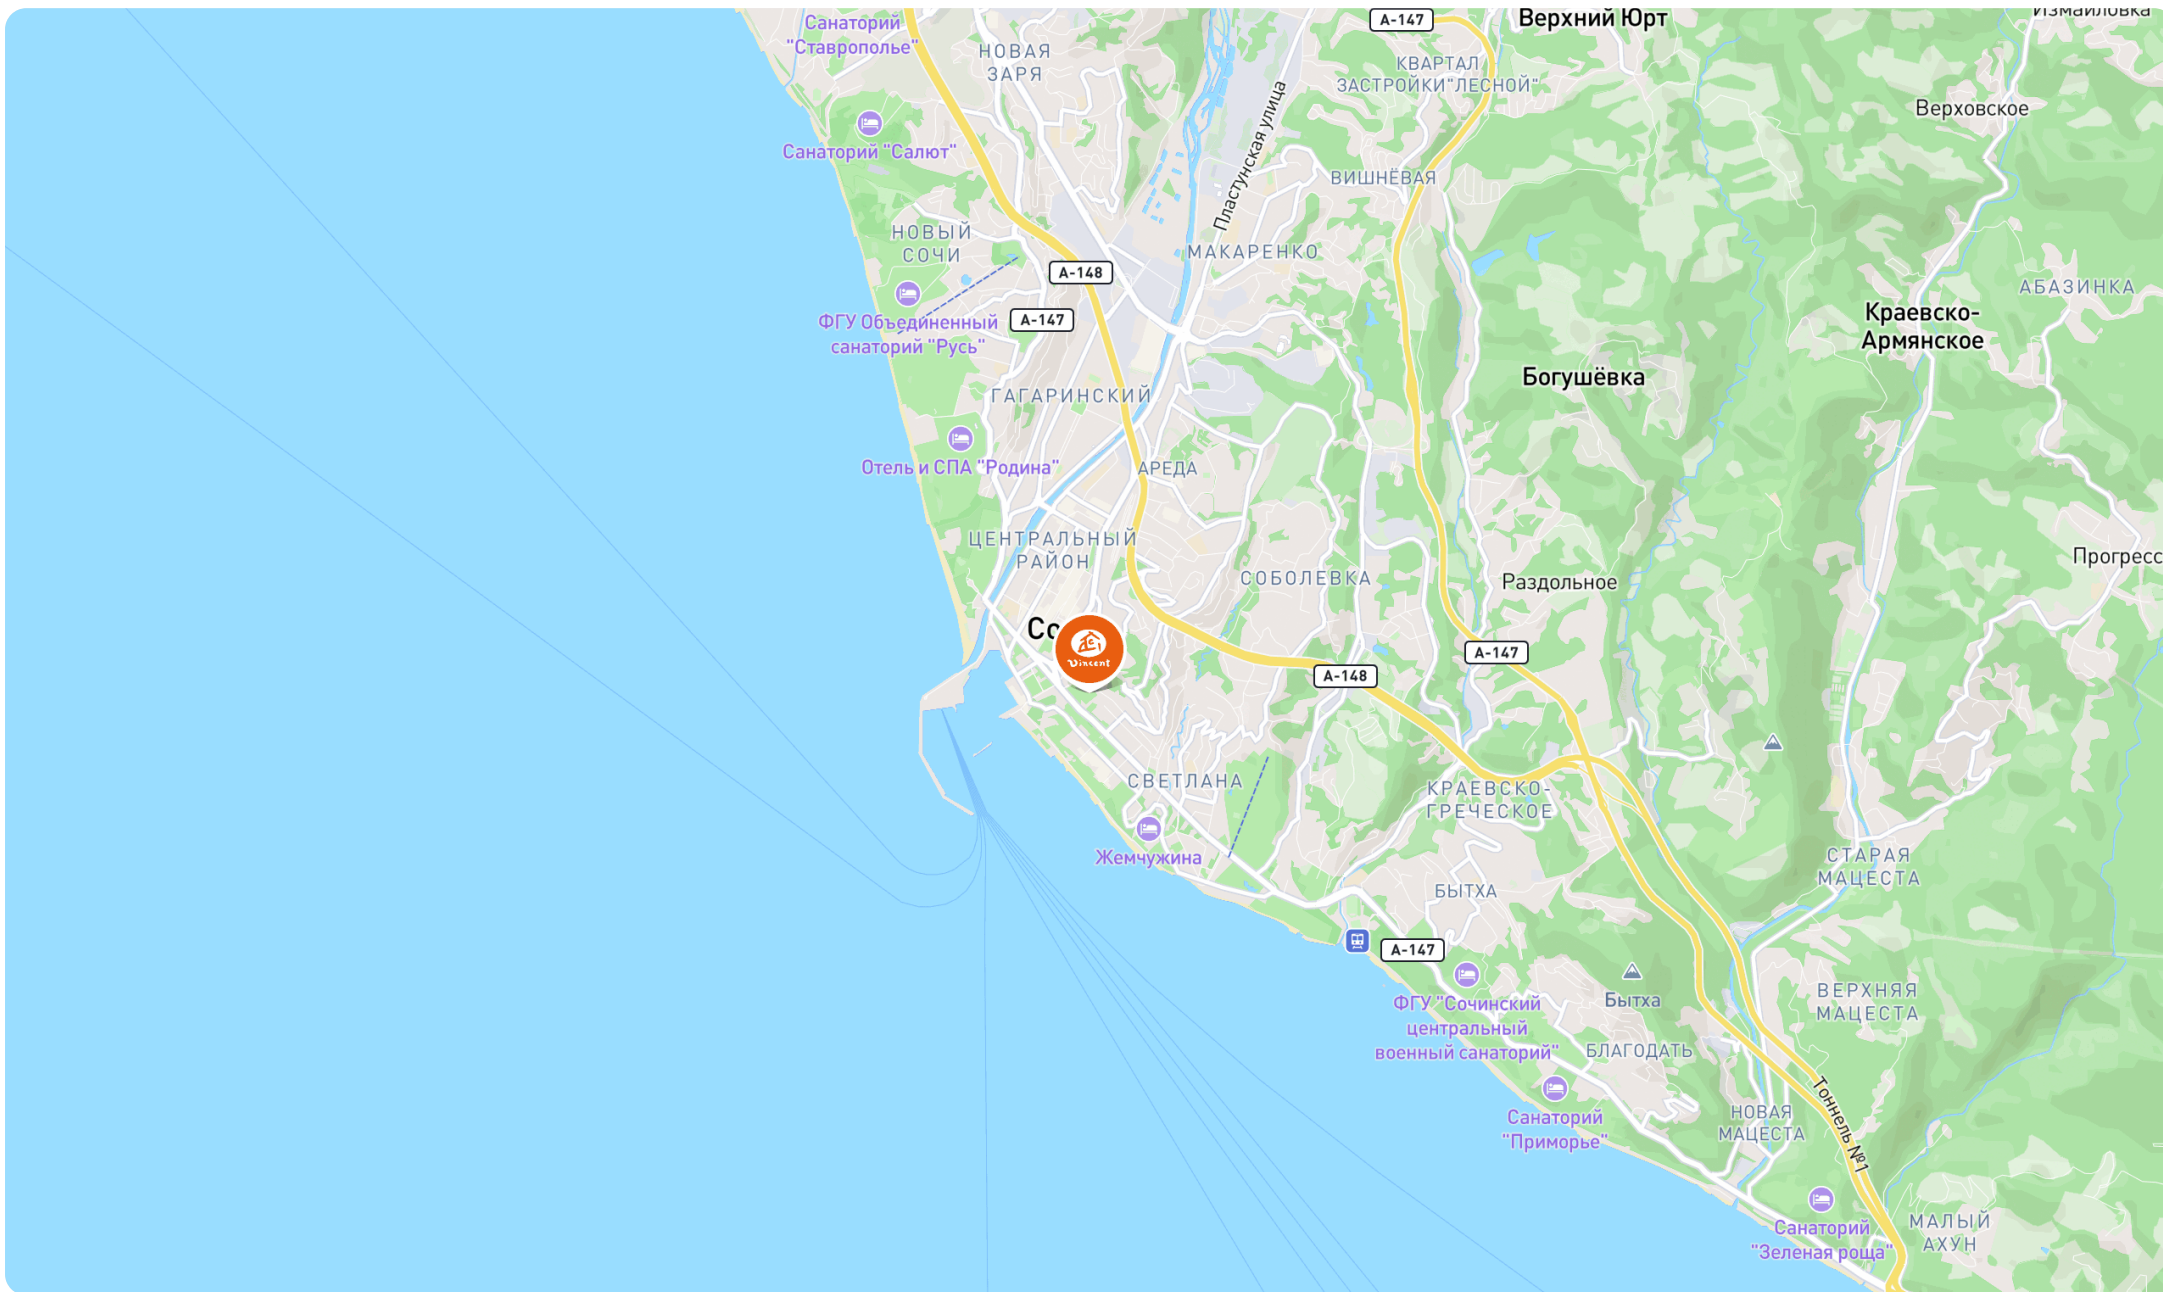 Санаторий
"Ставрополье"
НОВАЯ
ЗАРЯ
А-147
Верхний Юрт
Измайловка
КВАРТАЛ
ЗАСТРОЙКИ"ЛЕСНОЙ"
Верховское
Санаторий "Салют"
Пластунская улица
ВИШНЁВАЯ
НОВЫЙ
СОЧИ
А-148
МАКАРЕНКО
АБАЗИНКА
ФГУ Объединенный
санаторий "Русь"
А-147
Краевско-
Армянское
Богушёвка
ГАГАРИНСКИЙ
Отель и СПА "Родина"
АРЕДА
ЦЕНТРАЛЬНЫЙ
РАЙОН
СОБОЛЕВКА
Раздольное
Прогресс
Со
Vincent
А-147
А-148
СВЕТЛАНА
КРАЕВСКО-
ГРЕЧЕСКОЕ
Жемчужина
СТАРАЯ
МАЦЕСТА
БЫТХА
А-147
ФГУ "Сочинский
центральный
военный санаторий"
Бытха
ВЕРХНЯЯ
МАЦЕСТА
БЛАГОДАТЬ
Санаторий
"Приморье"
НОВАЯ
МАЦЕСТА
Тоннель №1
Санаторий
"Зеленая роща"
МАЛЫЙ
АХУН